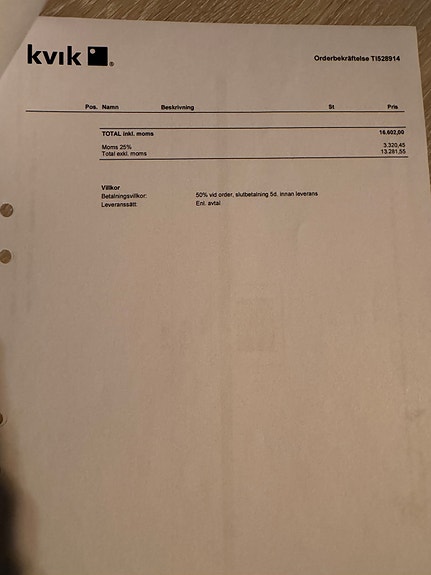 kvik ®
Orderbekräftelse TI528914
Pos. Namn Beskrivning St Pris
TOTAL inkl. moms 16.602,00
Moms 25% 3.320,45
Total exkl. moms 13.281,55
Villkor
Betalningsvillkor: 50% vid order, slutbetalning 5d. innan leverans
Leveranssätt: Enl. avtal